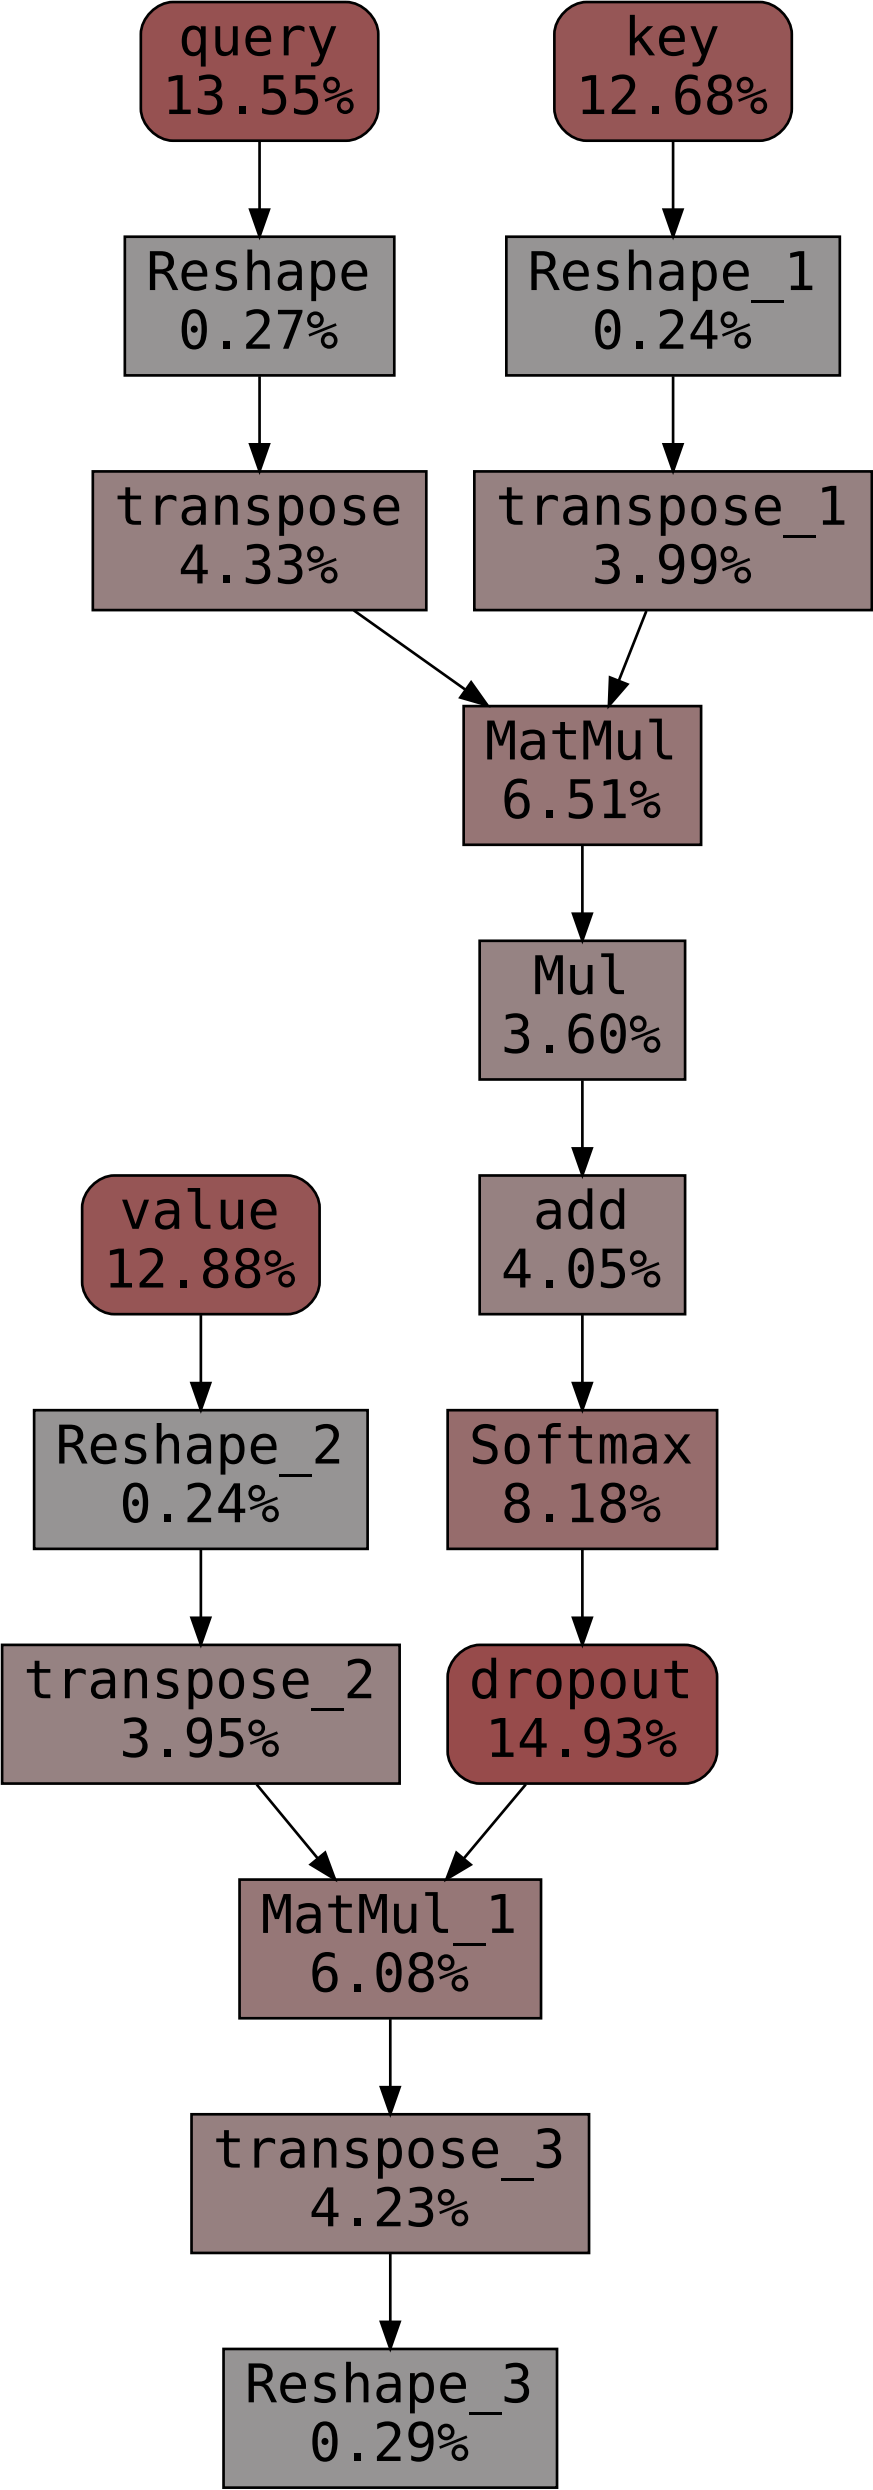 query
13.55%
key
12.68%
Reshape
0.27%
Reshape_1
0.24%
transpose
4.33%
transpose_1
3.99%
MatMul
6.51%
Mul
3.60%
add
4.05%
value
12.88%
Reshape_2
0.24%
Softmax
8.18%
transpose_2
3.95%
dropout
14.93%
MatMul_1
6.08%
transpose_3
4.23%
Reshape_3
0.29%